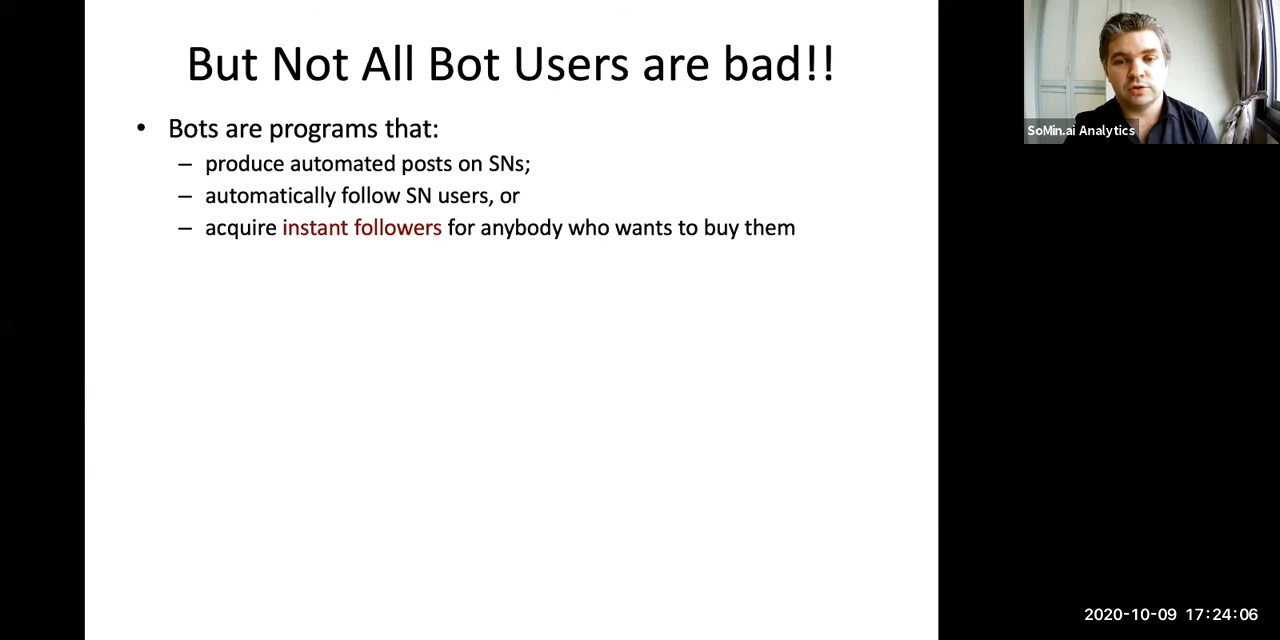 But Not All Bot Users are bad!!
• Bots are programs that:
– produce automated posts on SNs;
– automatically follow SN users, or
– acquire instant followers for anybody who wants to buy them
SoMin.ai Analytics
2020-10-09 17:24:06